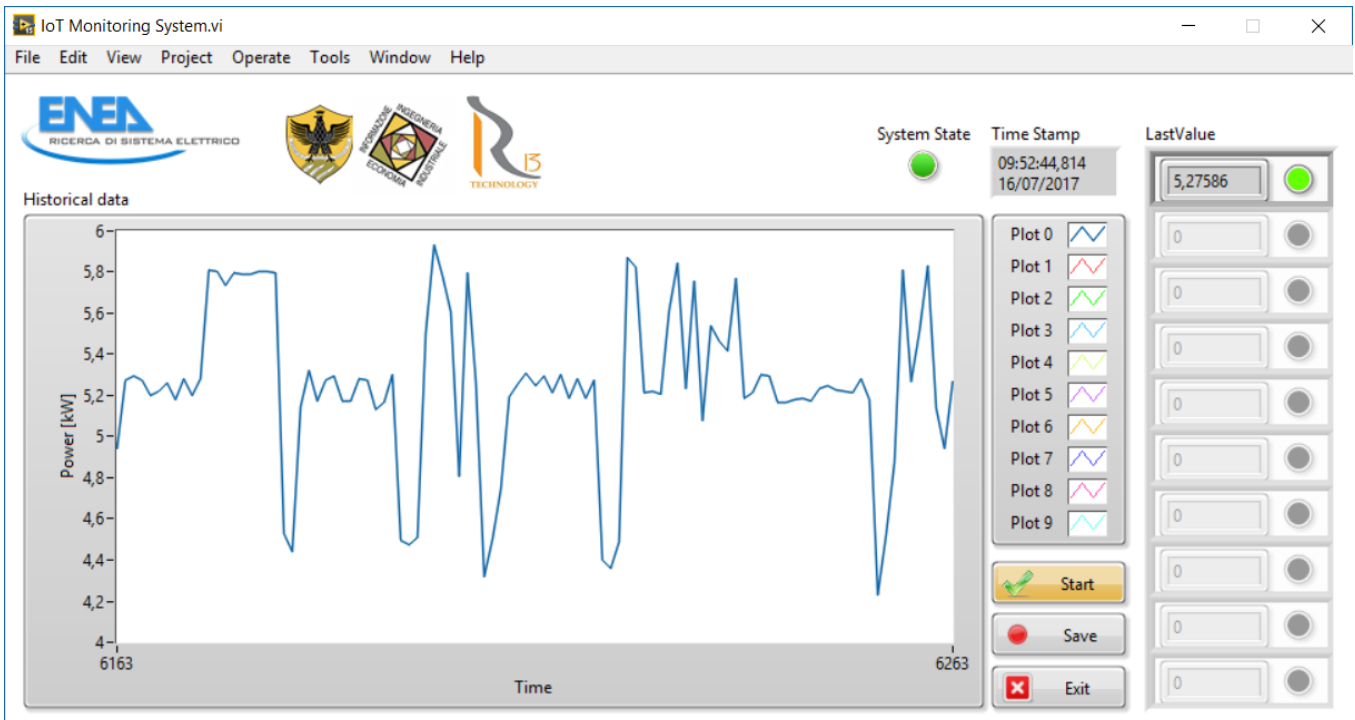 IoT Monitoring System.vi
File Edit View Project Operate Tools Window Help
ENEA
RICERCA DI SISTEMA ELETTRICO
INGEGNERIA
INFORMAZIONE
ECONOMIA
INDUSTRIALE
R
13
TECHNOLOGY
System State
Time Stamp
09:52:44,814
16/07/2017
LastValue
5,27586
0
0
0
0
0
0
0
0
0
Historical data
6
5,8
5,6
5,4
5,2
5
4,8
4,6
4,4
4,2
4
Power [kW]
6163
6263
Time
Plot 0
Plot 1
Plot 2
Plot 3
Plot 4
Plot 5
Plot 6
Plot 7
Plot 8
Plot 9
Start
Save
Exit